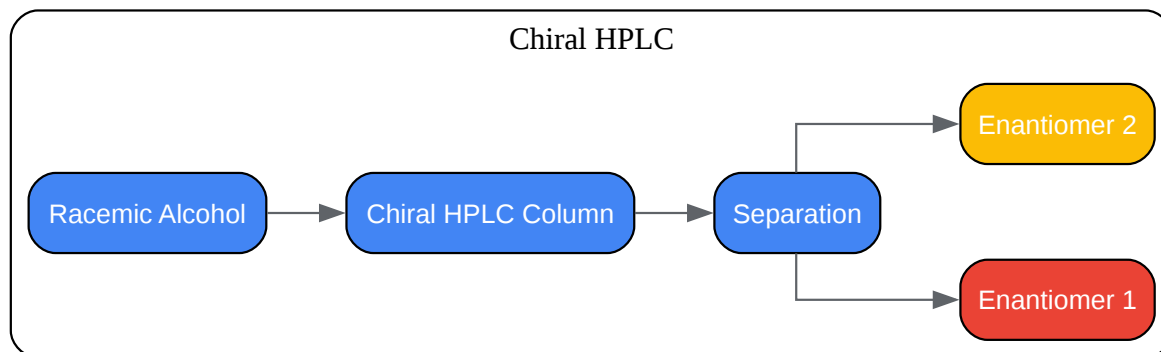 Chiral HPLC
Racemic Alcohol
Chiral HPLC Column
Separation
Enantiomer 2
Enantiomer 1